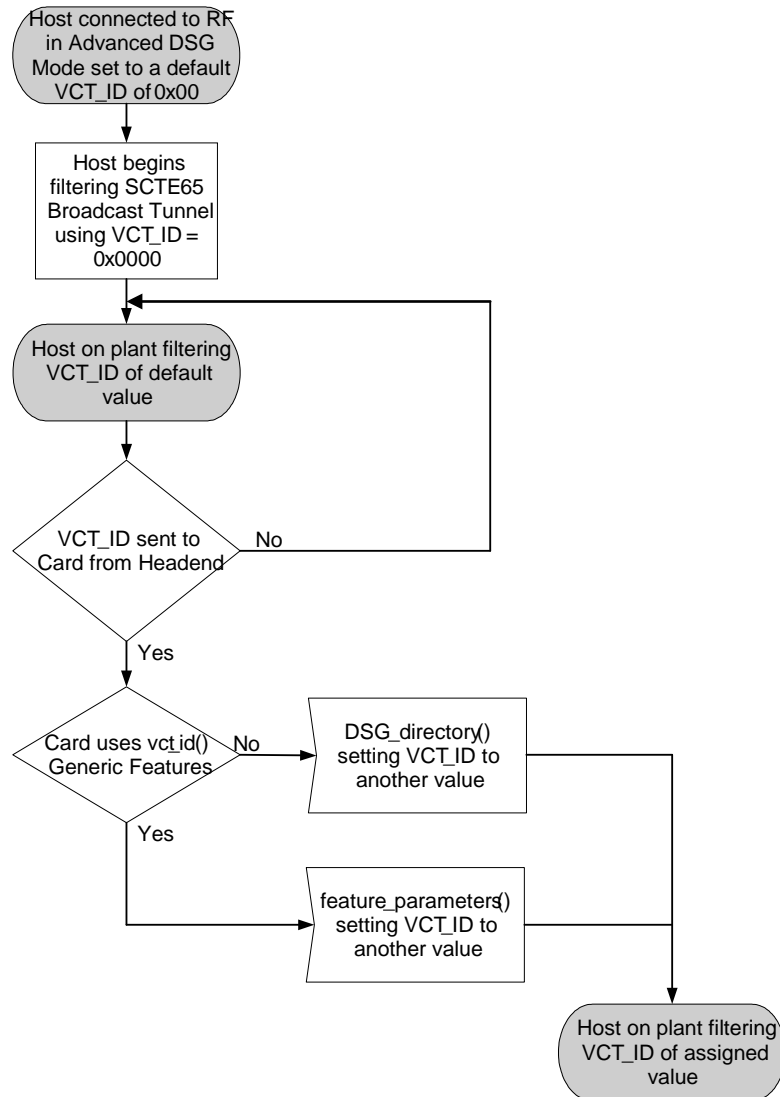 Host connected to RF
in Advanced DSG
Mode set to a default
VCT_ID of 0x00
Host begins
filtering SCTE65
Broadcast Tunnel
using VCT_ID =
0x0000
Host on plant filtering
VCT_ID of default
value
VCT_ID sent to
Card from Headend
No
Yes
Card uses vct_id()
Generic Features
No
DSG_directory()
setting VCT_ID to
another value
Yes
feature_parameters()
setting VCT_ID to
another value
Host on plant filtering
VCT_ID of assigned
value